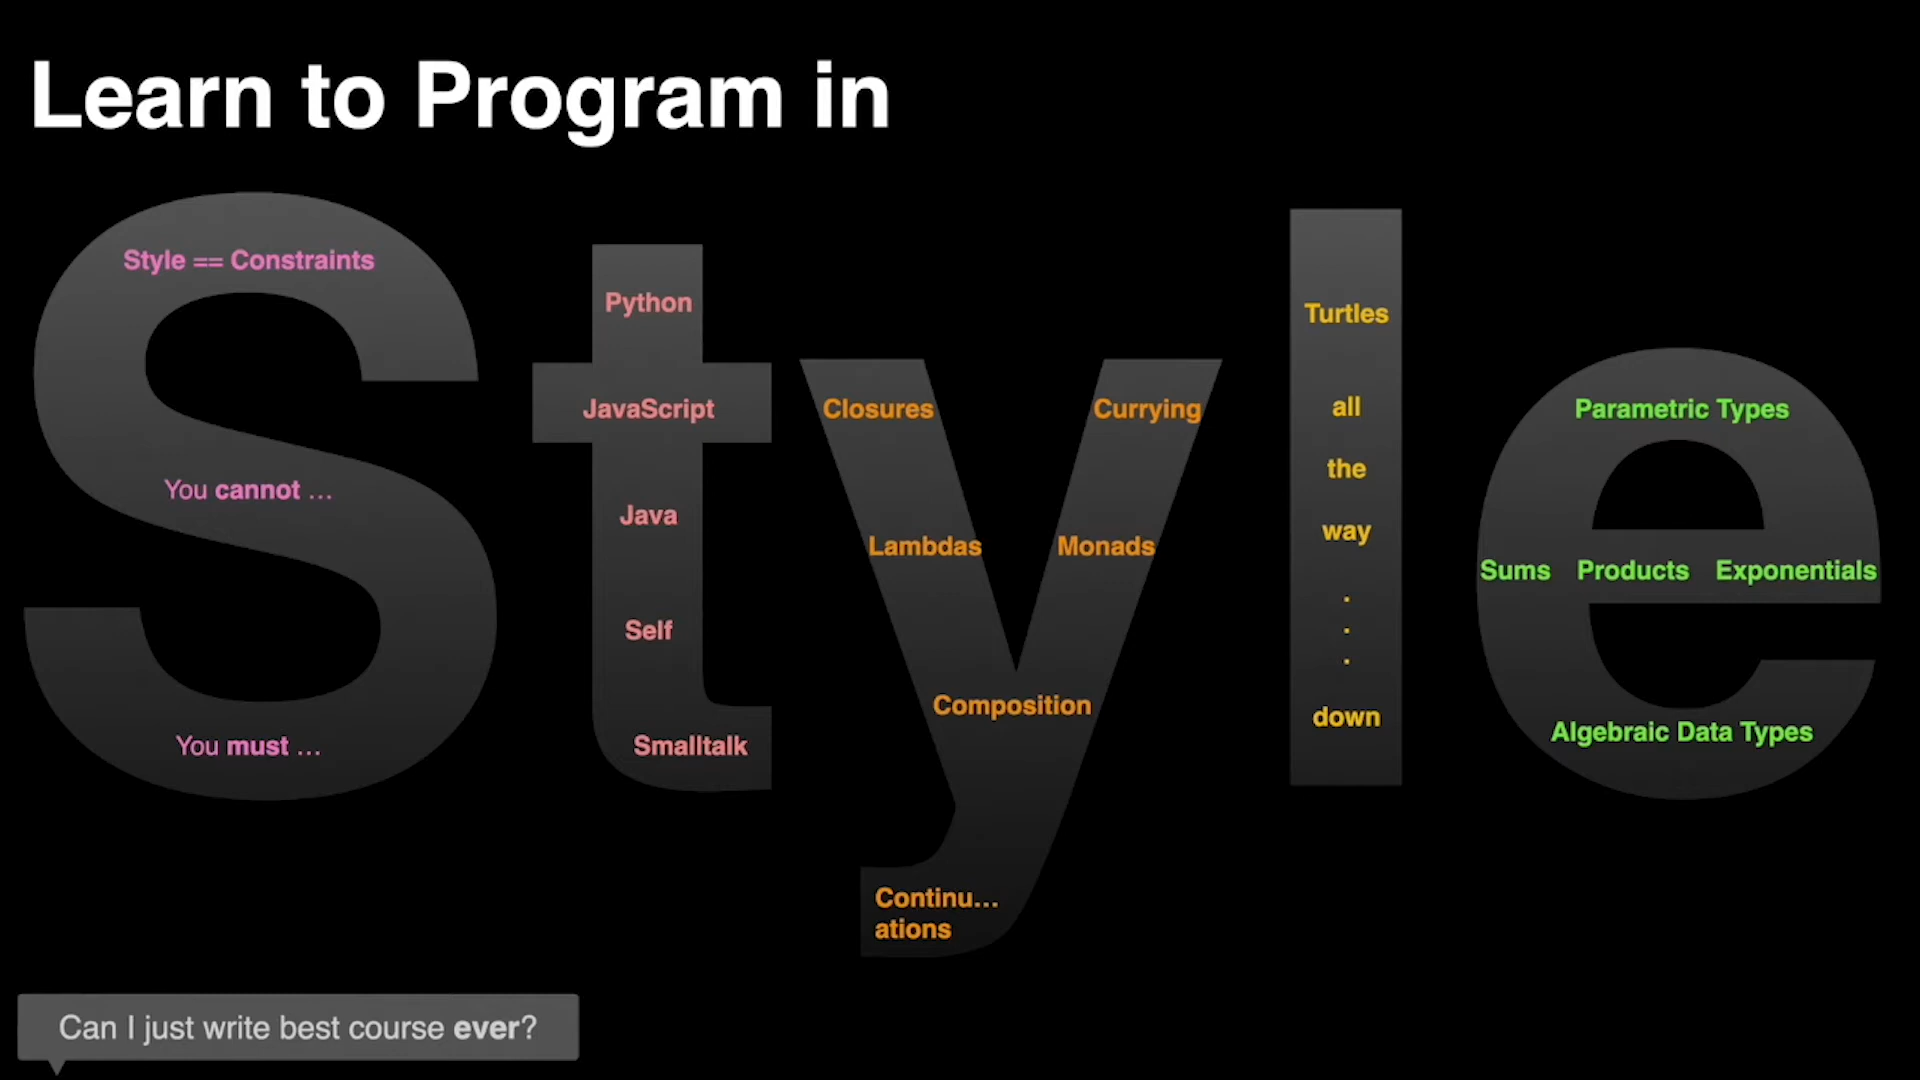 Learn to Program in
Style
Style == Constraints
You cannot ...
You must ...
Python
JavaScript
Java
Self
Smalltalk
Closures
Currying
Lambdas
Monads
Composition
Continu...
ations
Turtles
all
the
way
.
.
.
down
Parametric Types
Sums Products Exponentials
Algebraic Data Types
Can I just write best course ever?